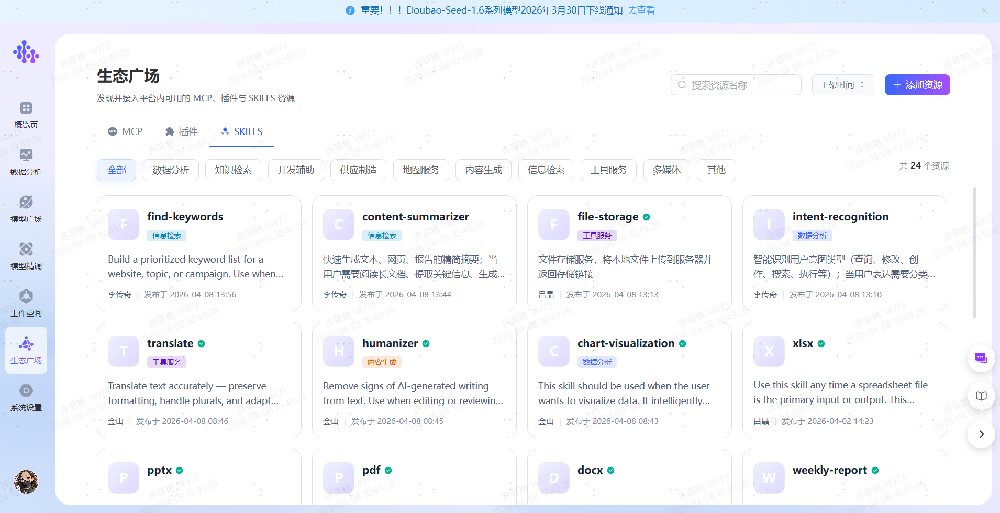 重要！！！Doubao-Seed-1.6系列模型2026年3月30日下线通知 去查看
生态广场
发现并接入平台内可用的 MCP、插件与 SKILLS 资源
搜索资源名称
上架时间
添加资源
概览页
数据分析
模型广场
模型精调
工作空间
生态广场
系统设置
MCP 插件 SKILLS
全部 数据分析 知识检索 开发辅助 供应制造 地图服务 内容生成 信息检索 工具服务 多媒体 其他
共 24 个资源
F
find-keywords
信息检索
Build a prioritized keyword list for a
website, topic, or campaign. Use when...
李传奇 | 发布于 2026-04-08 13:56
C
content-summarizer
信息检索
快速生成文本、网页、报告的精简摘要；当
用户需要阅读长文档、提取关键信息、生成...
李传奇 | 发布于 2026-04-08 13:44
F
file-storage
工具服务
文件存储服务，将本地文件上传到服务器并
返回存储链接
吕晶 | 发布于 2026-04-08 13:13
I
intent-recognition
数据分析
智能识别用户意图类型（查询、修改、创
作、搜索、执行等）；当用户表达需要分类...
李传奇 | 发布于 2026-04-08 13:10
T
translate
工具服务
Translate text accurately — preserve
formatting, handle plurals, and adapt...
金山 | 发布于 2026-04-08 08:46
H
humanizer
内容生成
Remove signs of AI-generated writing
from text. Use when editing or reviewin...
金山 | 发布于 2026-04-08 08:45
C
chart-visualization
数据分析
This skill should be used when the user
wants to visualize data. It intelligently...
金山 | 发布于 2026-04-08 08:43
X
xlsx
Use this skill any time a spreadsheet file
is the primary input or output. This...
吕晶 | 发布于 2026-04-02 14:23
P
pptx
P
pdf
D
docx
W
weekly-report
许菲艳 14973
2026-04-08 10:49:26